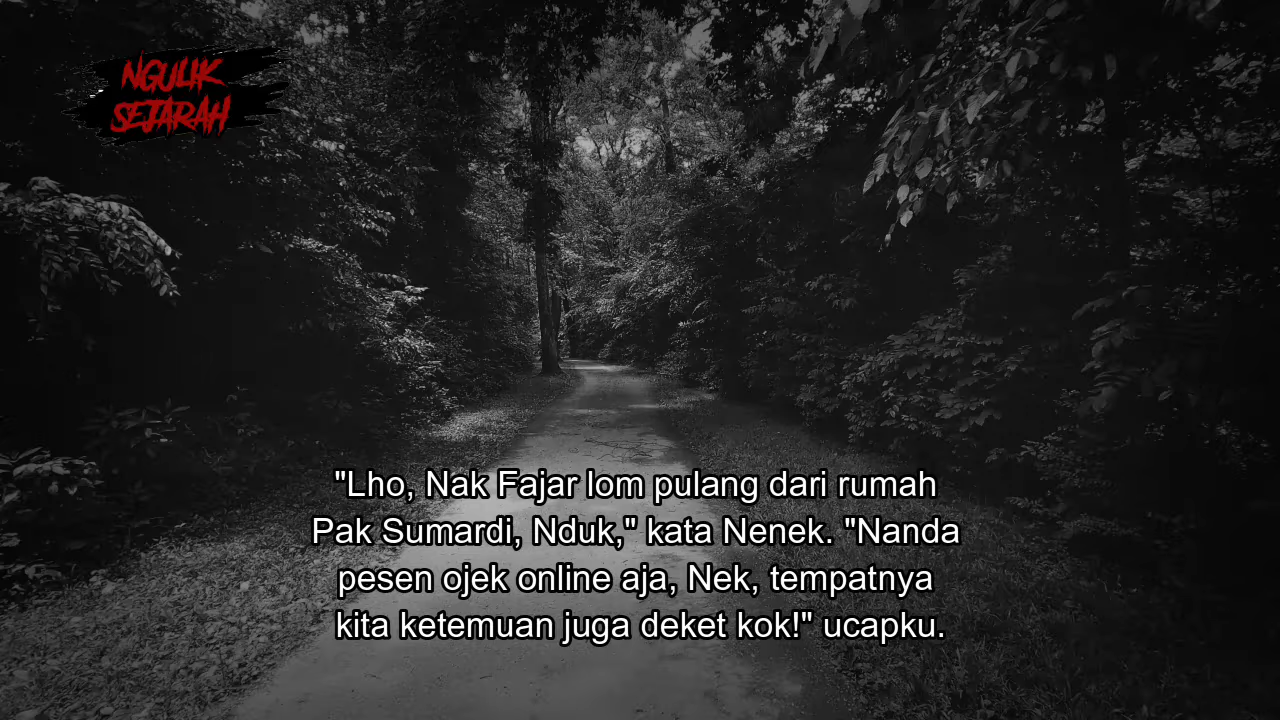 NGULIK
SEJARAH
"Lho, Nak Fajar lom pulang dari rumah
Pak Sumardi, Nduk," kata Nenek. "Nanda
pesen ojek online aja, Nek, tempatnya
kita ketemuan juga deket kok!" ucapku.